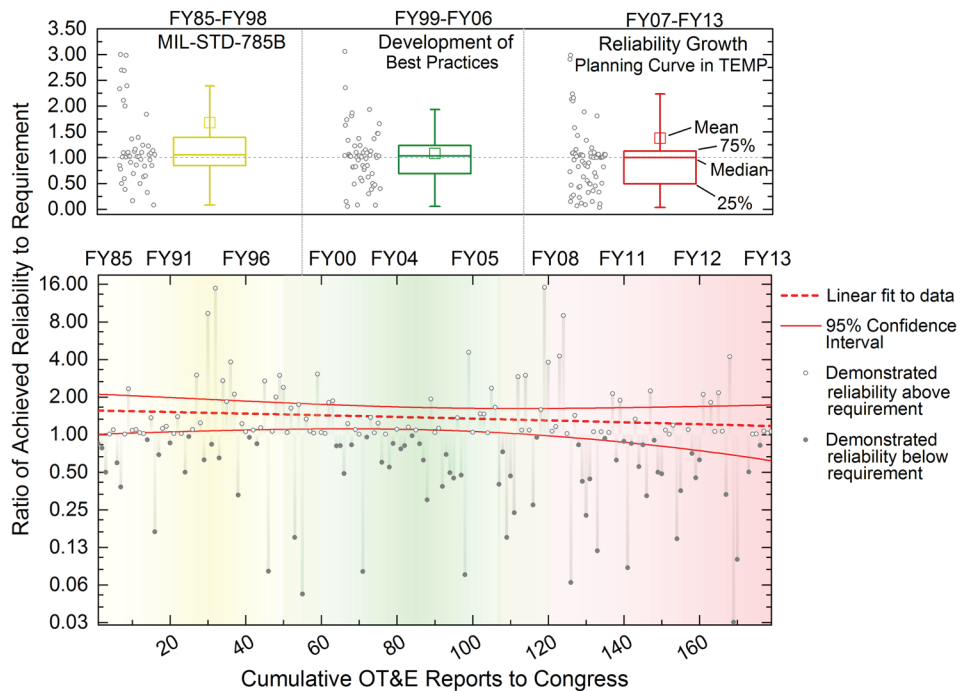 FY85-FY98
FY99-FY06
FY07-FY13
MIL-STD-785B
Development of
Best Practices
Reliability Growth
Planning Curve in TEMP
3.50
3.00
2.50
2.00
1.50
1.00
0.50
0.00
Mean
75%
Median
25%
Ratio of Achieved Reliability to Requirement
FY85
FY91
FY96
FY00
FY04
FY05
FY08
FY11
FY12
FY13
16.00
8.00
4.00
2.00
1.00
0.50
0.25
0.13
0.06
0.03
Linear fit to data
95% Confidence
Interval
Demonstrated
reliability above
requirement
Demonstrated
reliability below
requirement
20
40
60
80
100
120
140
160
Cumulative OT&E Reports to Congress